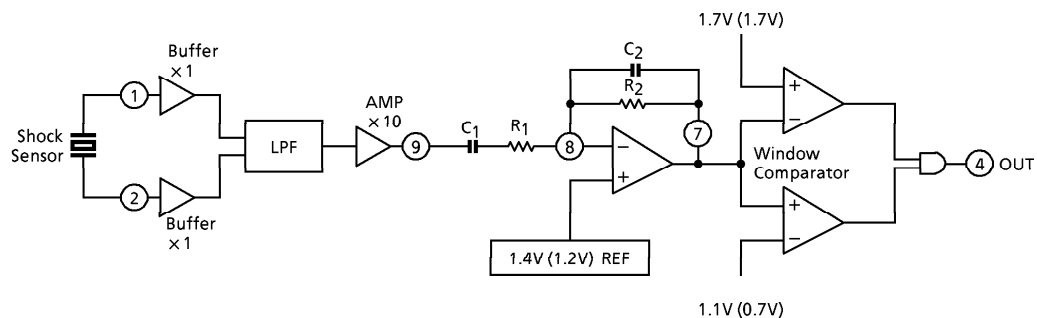 1.7V (1.7V)
Buffer
×1
C2
R2
1
AMP
×10
7
Shock
Sensor
LPF
9
C1
R1
8
Window
Comparator
4 OUT
2
Buffer
×1
1.4V (1.2V) REF
1.1V (0.7V)
+
−
−
+
+
−